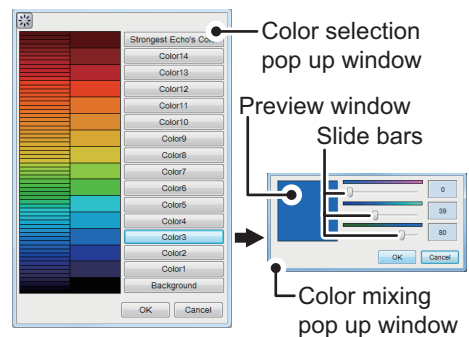 Strongest Echo's Co
Color14
Color13
Color12
Color11
Color10
Color9
Color8
Color7
Color6
Color5
Color4
Color3
Color2
Color1
Background
OK Cancel
Color selection
pop up window
Preview window
Slide bars
0
39
80
OK Cancel
Color mixing
pop up window